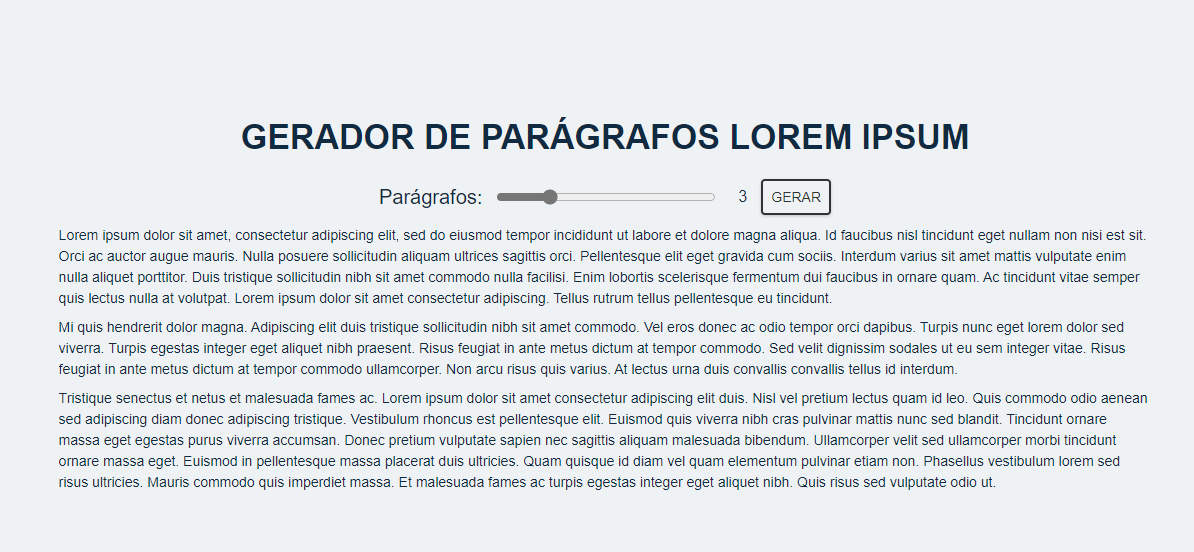 GERADOR DE PARÁGRAFOS LOREM IPSUM
Parágrafos: 3 GERAR
Lorem ipsum dolor sit amet, consectetur adipiscing elit, sed do eiusmod tempor incididunt ut labore et dolore magna aliqua. Id faucibus nisl tincidunt eget nullam non nisi est sit.
Orci ac auctor augue mauris. Nulla posuere sollicitudin aliquam ultrices sagittis orci. Pellentesque elit eget gravida cum sociis. Interdum varius sit amet mattis vulputate enim
nulla aliquet porttitor. Duis tristique sollicitudin nibh sit amet commodo nulla facilisi. Enim lobortis scelerisque fermentum dui faucibus in ornare quam. Ac tincidunt vitae semper
quis lectus nulla at volutpat. Lorem ipsum dolor sit amet consectetur adipiscing. Tellus rutrum tellus pellentesque eu tincidunt.
Mi quis hendrerit dolor magna. Adipiscing elit duis tristique sollicitudin nibh sit amet commodo. Vel eros donec ac odio tempor orci dapibus. Turpis nunc eget lorem dolor sed
viverra. Turpis egestas integer eget aliquet nibh praesent. Risus feugiat in ante metus dictum at tempor commodo. Sed velit dignissim sodales ut eu sem integer vitae. Risus
feugiat in ante metus dictum at tempor commodo ullamcorper. Non arcu risus quis varius. At lectus urna duis convallis convallis tellus id interdum.
Tristique senectus et netus et malesuada fames ac. Lorem ipsum dolor sit amet consectetur adipiscing elit duis. Nisl vel pretium lectus quam id leo. Quis commodo odio aenean
sed adipiscing diam donec adipiscing tristique. Vestibulum rhoncus est pellentesque elit. Euismod quis viverra nibh cras pulvinar mattis nunc sed blandit. Tincidunt ornare
massa eget egestas purus viverra accumsan. Donec pretium vulputate sapien nec sagittis aliquam malesuada bibendum. Ullamcorper velit sed ullamcorper morbi tincidunt
ornare massa eget. Euismod in pellentesque massa placerat duis ultricies. Quam quisque id diam vel quam elementum pulvinar etiam non. Phasellus vestibulum lorem sed
risus ultricies. Mauris commodo quis imperdiet massa. Et malesuada fames ac turpis egestas integer eget aliquet nibh. Quis risus sed vulputate odio ut.